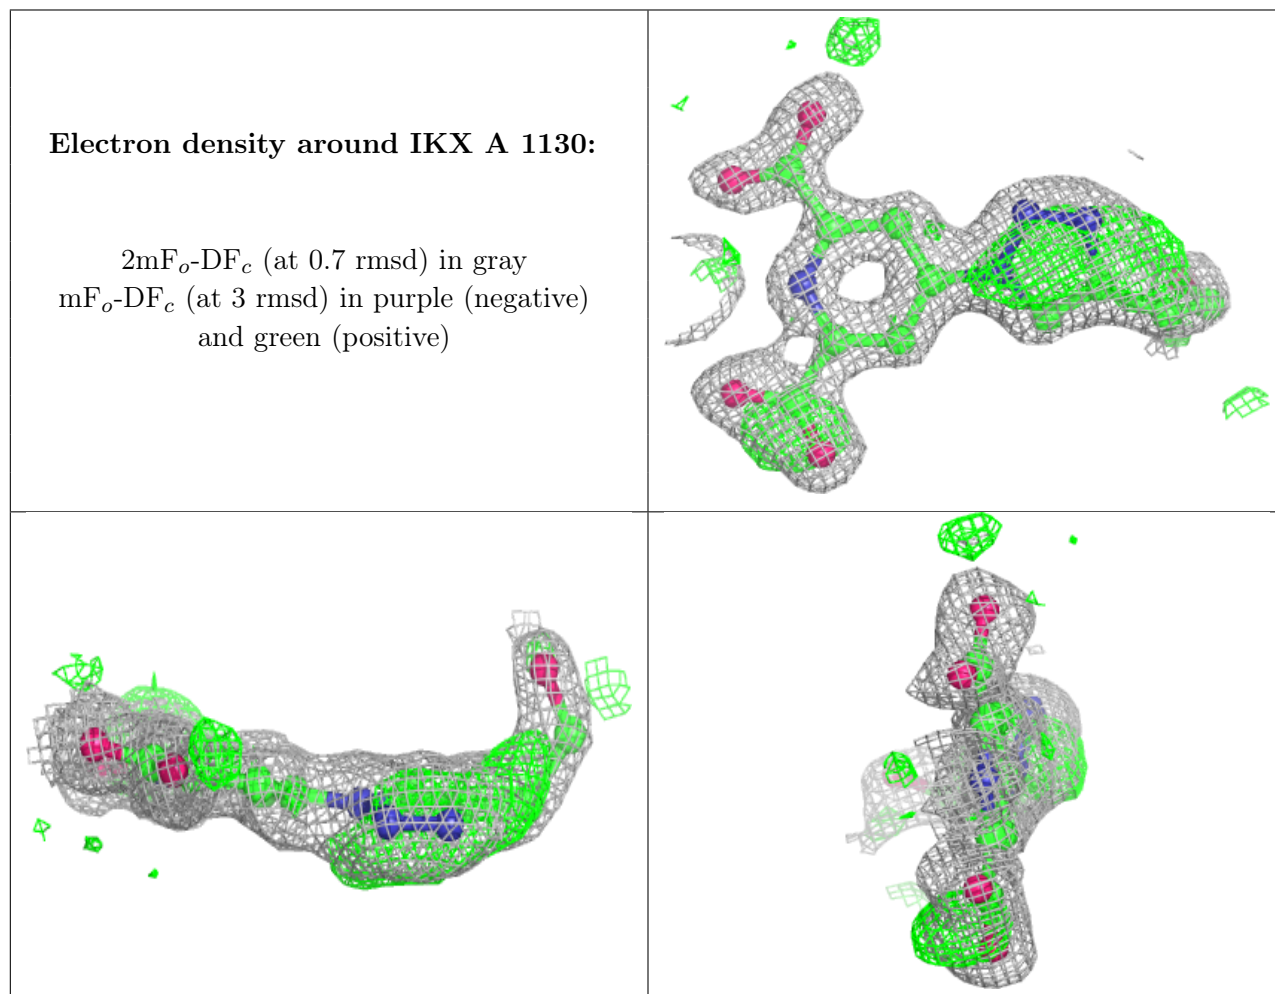 Electron density around IKX A 1130:
2mFo-DFc (at 0.7 rmsd) in gray
mFo-DFc (at 3 rmsd) in purple (negative)
and green (positive)